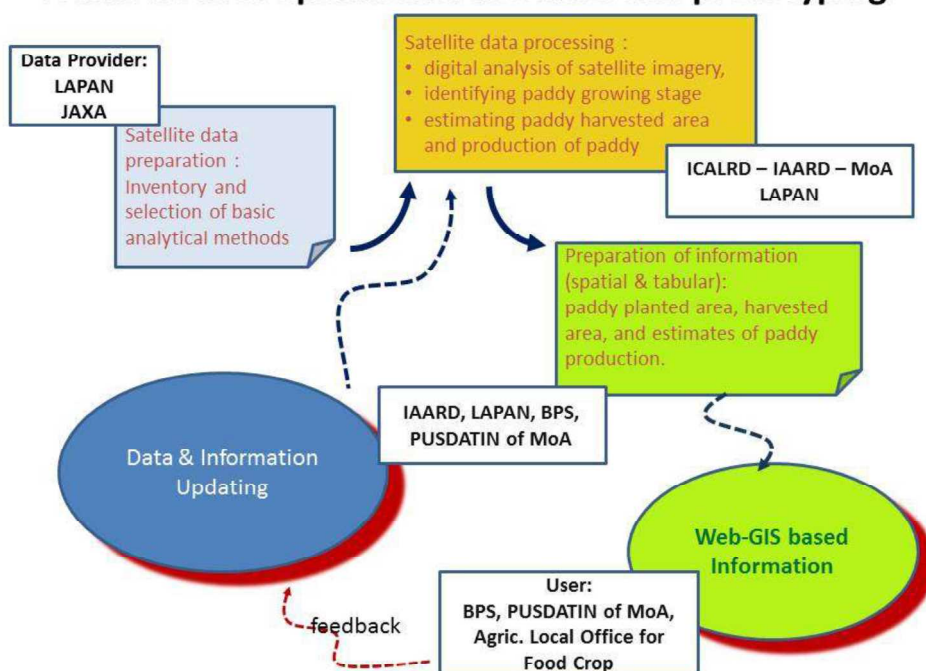 Data Provider:
LAPAN
JAXA
Satellite data
preparation :
Inventory and
selection of basic
analytical methods
Satellite data processing :
• digital analysis of satellite imagery,
• identifying paddy growing stage
• estimating paddy harvested area
and production of paddy
ICALRD – IAARD – MoA
LAPAN
Preparation of information
(spatial & tabular):
paddy planted area, harvested
area, and estimates of paddy
production.
IAARD, LAPAN, BPS,
PUSDATIN of MoA
Data & Information
Updating
Web-GIS based
Information
User:
BPS, PUSDATIN of MoA,
Agric. Local Office for
Food Crop
feedback